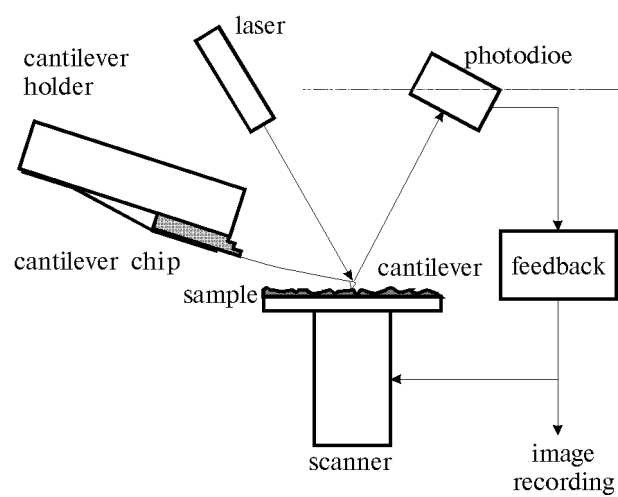 laser
cantilever
holder
photodioe
cantilever chip
cantilever
feedback
sample
scanner
image
recording